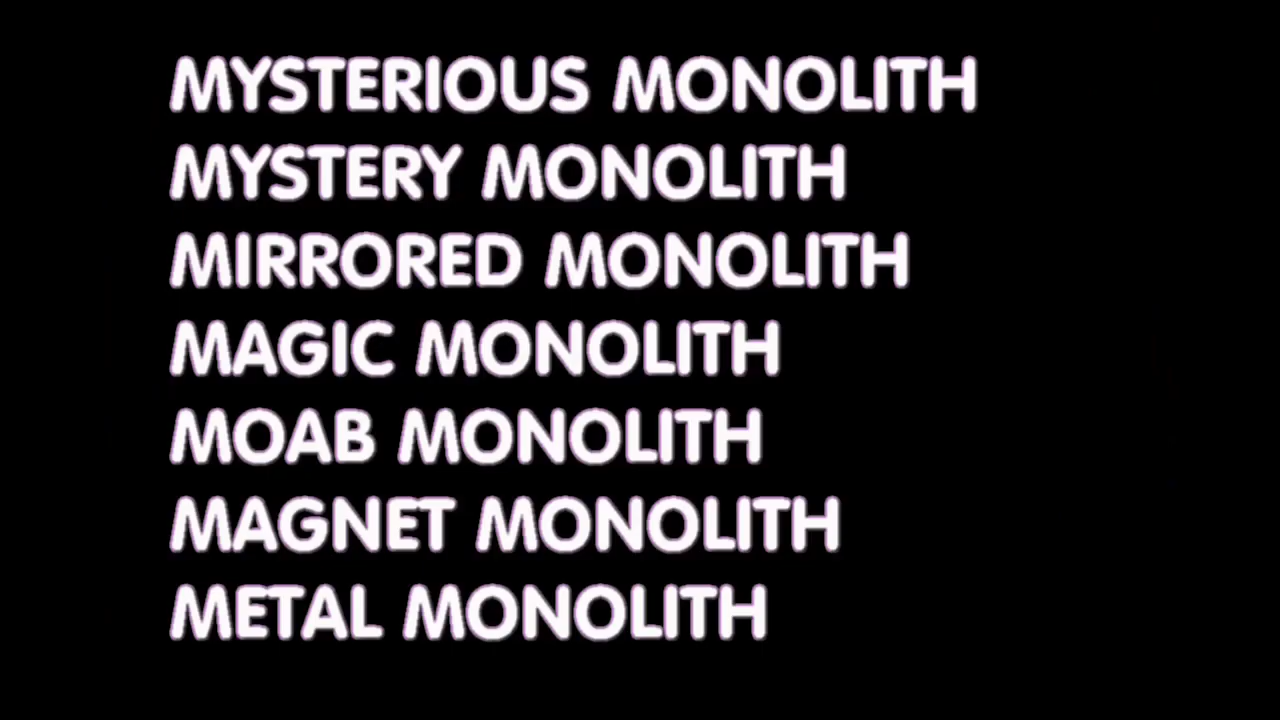 MYSTERIOUS MONOLITH
MYSTERY MONOLITH
MIRRORED MONOLITH
MAGIC MONOLITH
MOAB MONOLITH
MAGNET MONOLITH
METAL MONOLITH